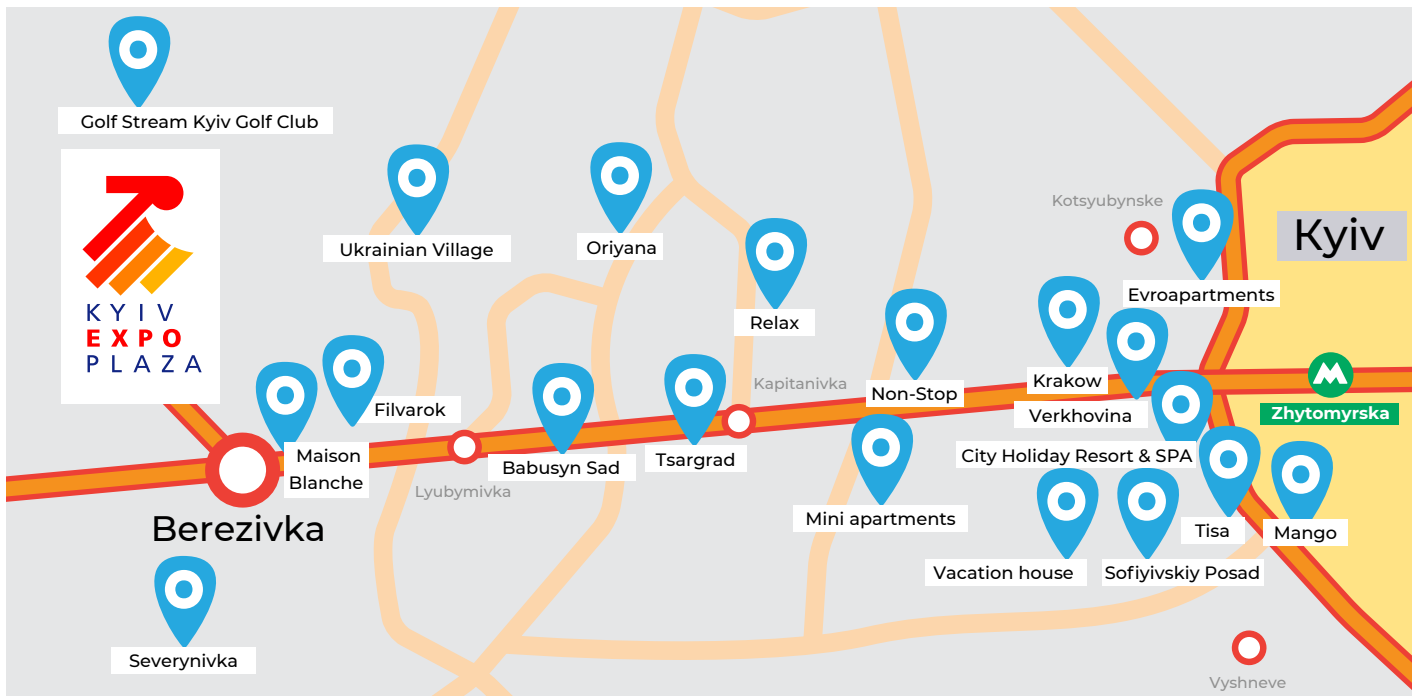 Golf Stream Kyiv Golf Club
KYIV
EXPO
PLAZA
Kotsyubynske
Kyiv
Ukrainian Village
Oriyana
Evroapartments
Relax
Kapitanivka
Krakow
Non-Stop
Filvarok
Verkhovina
Zhytomyrska
Maison
Blanche
Babusyn Sad
Tsargrad
City Holiday Resort & SPA
Lyubymivka
Berezivka
Mini apartments
Tisa
Mango
Vacation house
Sofiyivskiy Posad
Severynivka
Vyshneve